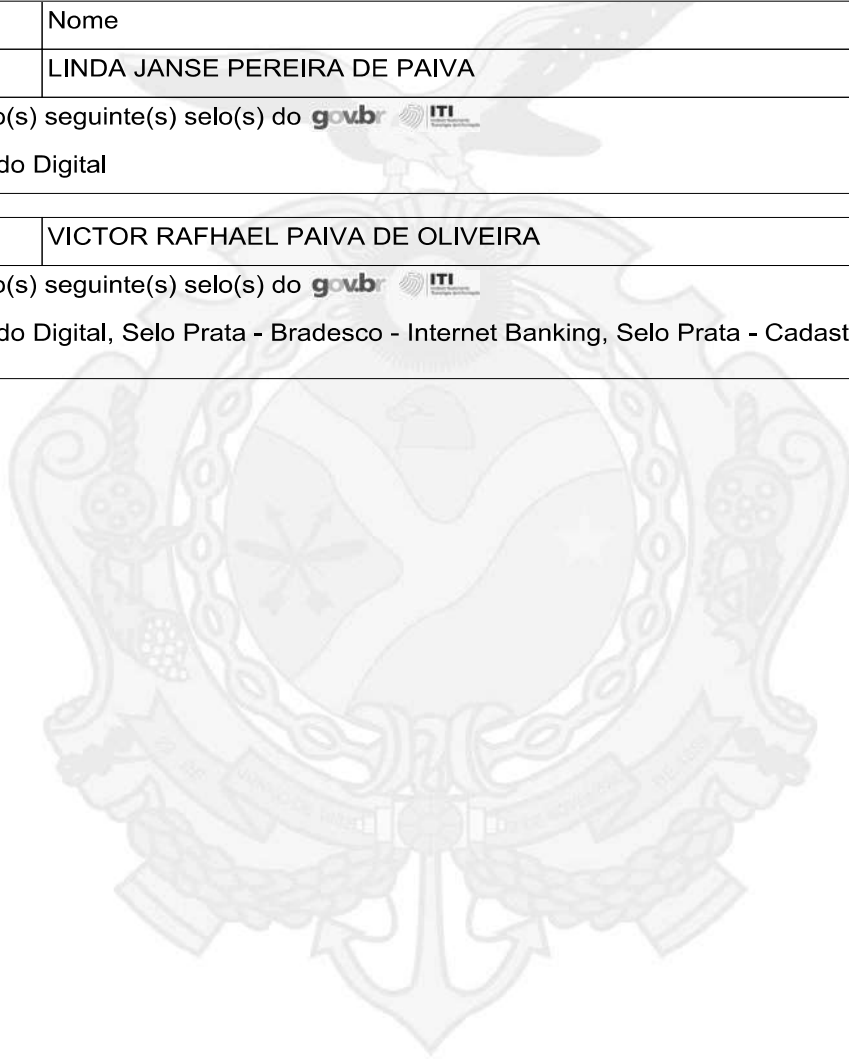 Nome
LINDA JANSE PEREIRA DE PAIVA
o(s) seguinte(s) selo(s) do gov.br ITI
do Digital
VICTOR RAFHAEL PAIVA DE OLIVEIRA
o(s) seguinte(s) selo(s) do gov.br ITI
do Digital, Selo Prata - Bradesco - Internet Banking, Selo Prata - Cadast